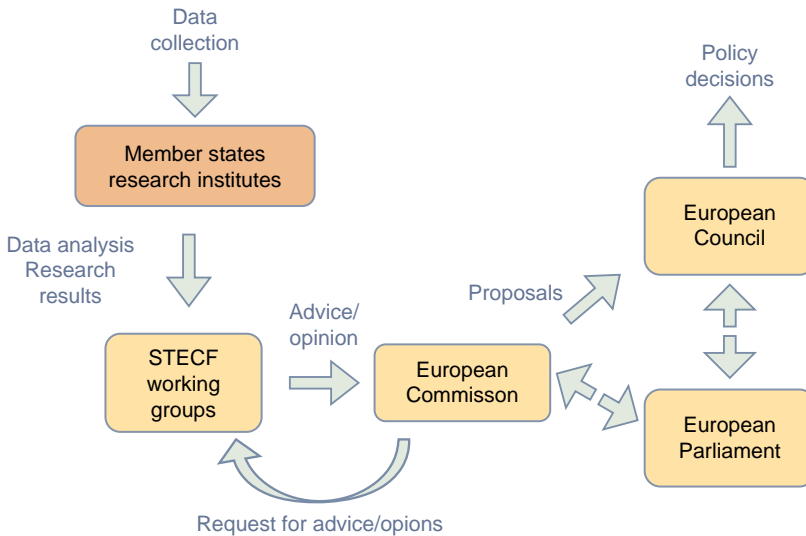 Data
collection
Policy
decisions
Member states
research institutes
European
Council
Data analysis
Research
results
Proposals
Advice/
opinion
STECF
working
groups
European
Commisson
European
Parliament
Request for advice/opions